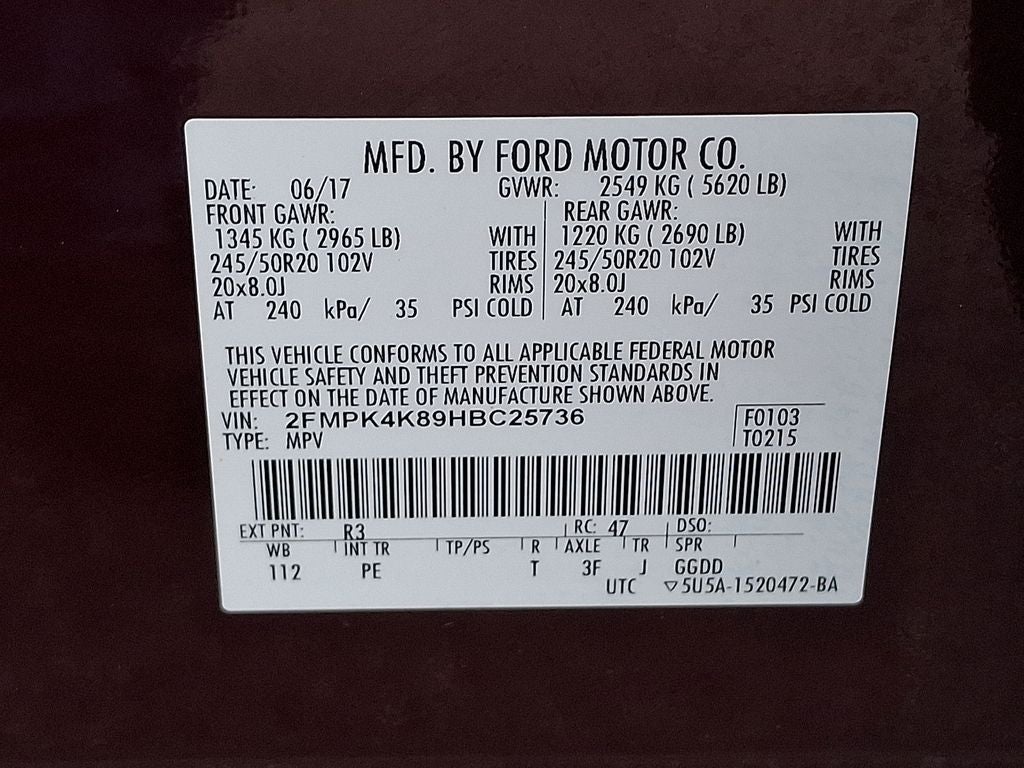 MFD. BY FORD MOTOR CO.
DATE: 06/17 GVWR: 2549 KG ( 5620 LB)
FRONT GAWR: REAR GAWR:
1345 KG ( 2965 LB) WITH 1220 KG ( 2690 LB) WITH
245/50R20 102V TIRES 245/50R20 102V TIRES
20x8.0J RIMS 20x8.0J RIMS
AT 240 kPa/ 35 PSI COLD AT 240 kPa/ 35 PSI COLD
THIS VEHICLE CONFORMS TO ALL APPLICABLE FEDERAL MOTOR
VEHICLE SAFETY AND THEFT PREVENTION STANDARDS IN
EFFECT ON THE DATE OF MANUFACTURE SHOWN ABOVE.
VIN: 2FMPK4K89HBC25736 F0103
TYPE: MPV T0215
EXT PNT: R3 RC: 47 DSO:
WB INT TR TP/PS R AXLE TR SPR
112 PE T 3F J GGDD
UTC ▽5U5A-1520472-BA